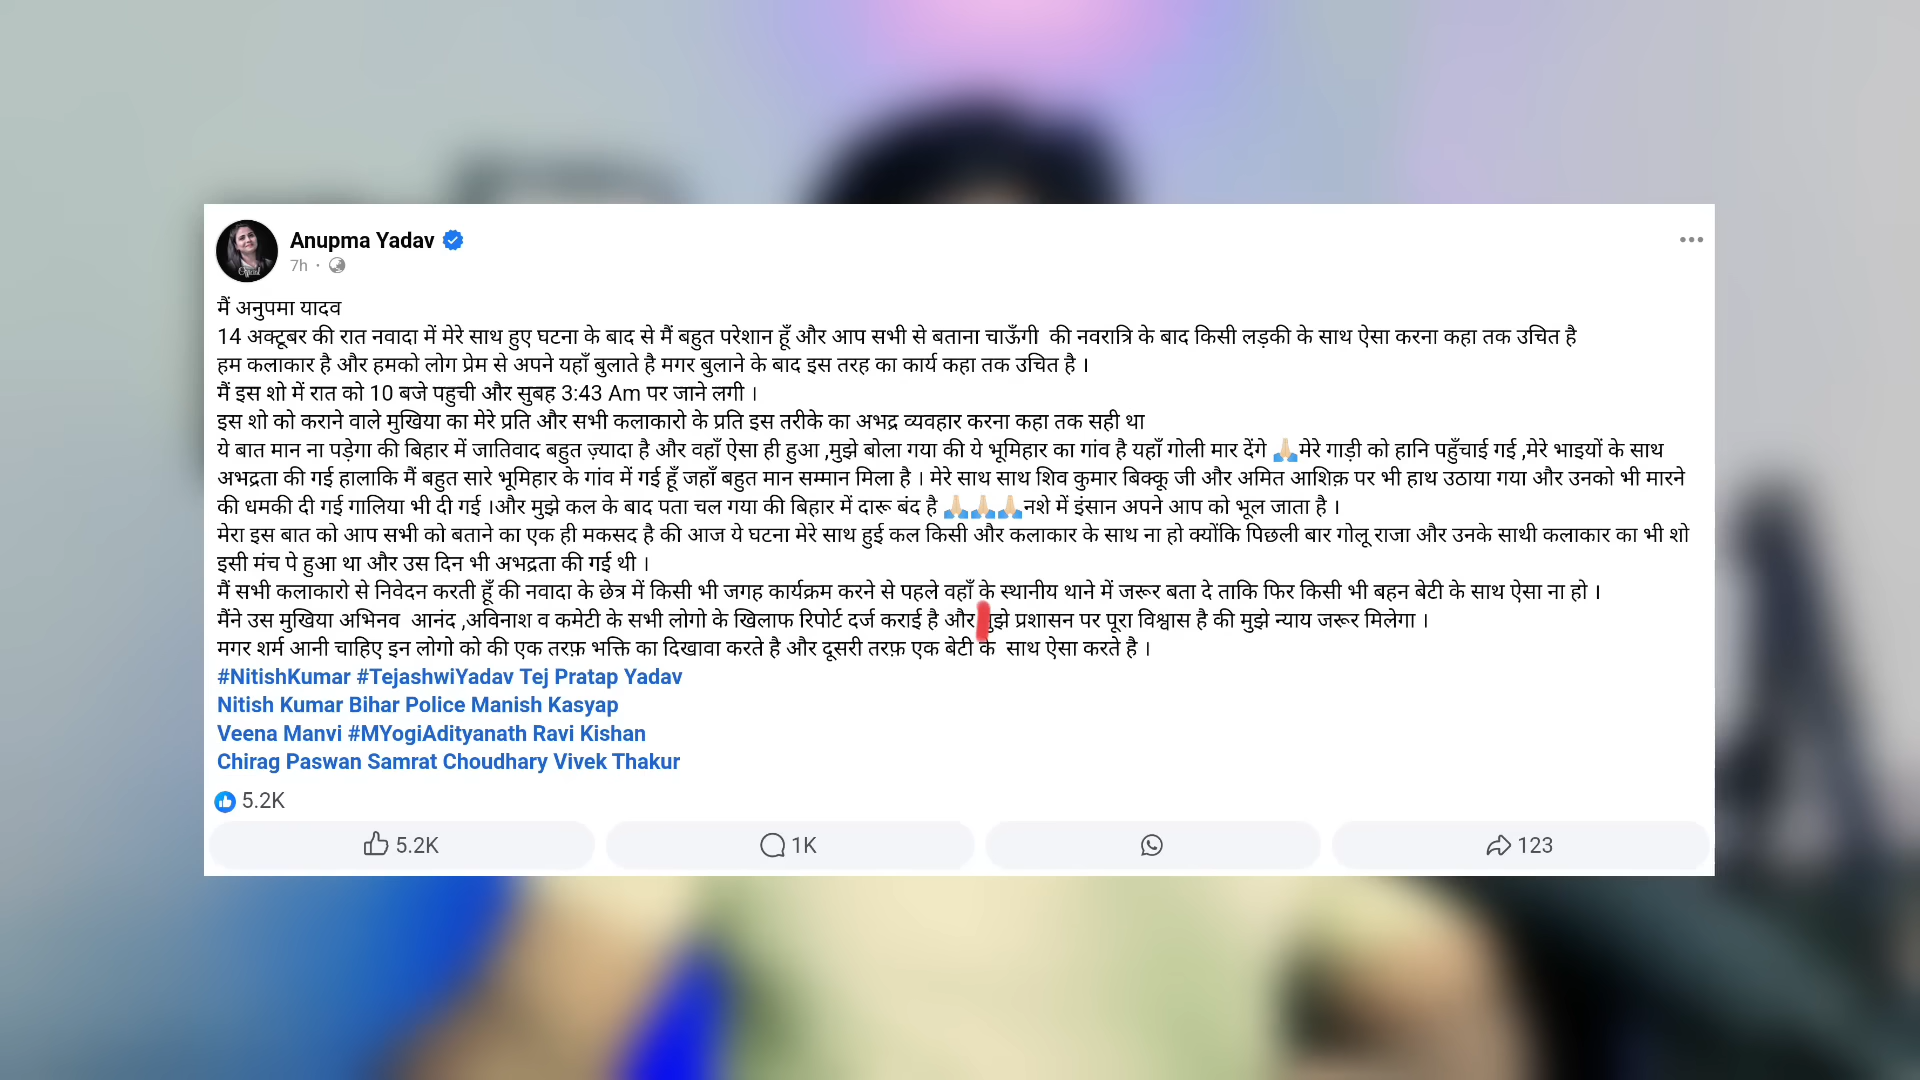 Anupma Yadav
7h ·
मैं अनुपमा यादव
14 अक्टूबर की रात नवादा में मेरे साथ हुए घटना के बाद से मैं बहुत परेशान हूँ और आप सभी से बताना चाऊँगी की नवरात्रि के बाद किसी लड़की के साथ ऐसा करना कहा तक उचित है
हम कलाकार है और हमको लोग प्रेम से अपने यहाँ बुलाते है मगर बुलाने के बाद इस तरह का कार्य कहा तक उचित है ।
मैं इस शो में रात को 10 बजे पहुची और सुबह 3:43 Am पर जाने लगी ।
इस शो को कराने वाले मुखिया का मेरे प्रति और सभी कलाकारो के प्रति इस तरीके का अभद्र व्यवहार करना कहा तक सही था
ये बात मान ना पड़ेगा की बिहार में जातिवाद बहुत ज़्यादा है और वहाँ ऐसा ही हुआ ,मुझे बोला गया की ये भूमिहार का गांव है यहाँ गोली मार देंगे 🙏🏻मेरे गाड़ी को हानि पहुँचाई गई ,मेरे भाइयों के साथ
अभद्रता की गई हालाकि मैं बहुत सारे भूमिहार के गांव में गई हूँ जहाँ बहुत मान सम्मान मिला है । मेरे साथ साथ शिव कुमार बिक्कू जी और अमित आशिक़ पर भी हाथ उठाया गया और उनको भी मारने
की धमकी दी गई गालिया भी दी गई ।और मुझे कल के बाद पता चल गया की बिहार में दारू बंद है 🙏🏻🙏🏻🙏🏻नशे में इंसान अपने आप को भूल जाता है ।
मेरा इस बात को आप सभी को बताने का एक ही मकसद है की आज ये घटना मेरे साथ हुई कल किसी और कलाकार के साथ ना हो क्योंकि पिछली बार गोलू राजा और उनके साथी कलाकार का भी शो
इसी मंच पे हुआ था और उस दिन भी अभद्रता की गई थी ।
मैं सभी कलाकारो से निवेदन करती हूँ की नवादा के छेत्र में किसी भी जगह कार्यक्रम करने से पहले वहाँ के स्थानीय थाने में जरूर बता दे ताकि फिर किसी भी बहन बेटी के साथ ऐसा ना हो ।
मैंने उस मुखिया अभिनव आनंद ,अविनाश व कमेटी के सभी लोगो के खिलाफ रिपोर्ट दर्ज कराई है और मुझे प्रशासन पर पूरा विश्वास है की मुझे न्याय जरूर मिलेगा ।
मगर शर्म आनी चाहिए इन लोगो को की एक तरफ़ भक्ति का दिखावा करते है और दूसरी तरफ़ एक बेटी के साथ ऐसा करते है ।
#NitishKumar #TejashwiYadav Tej Pratap Yadav
Nitish Kumar Bihar Police Manish Kasyap
Veena Manvi #MYogiAdityanath Ravi Kishan
Chirag Paswan Samrat Choudhary Vivek Thakur
5.2K
5.2K 1K 123